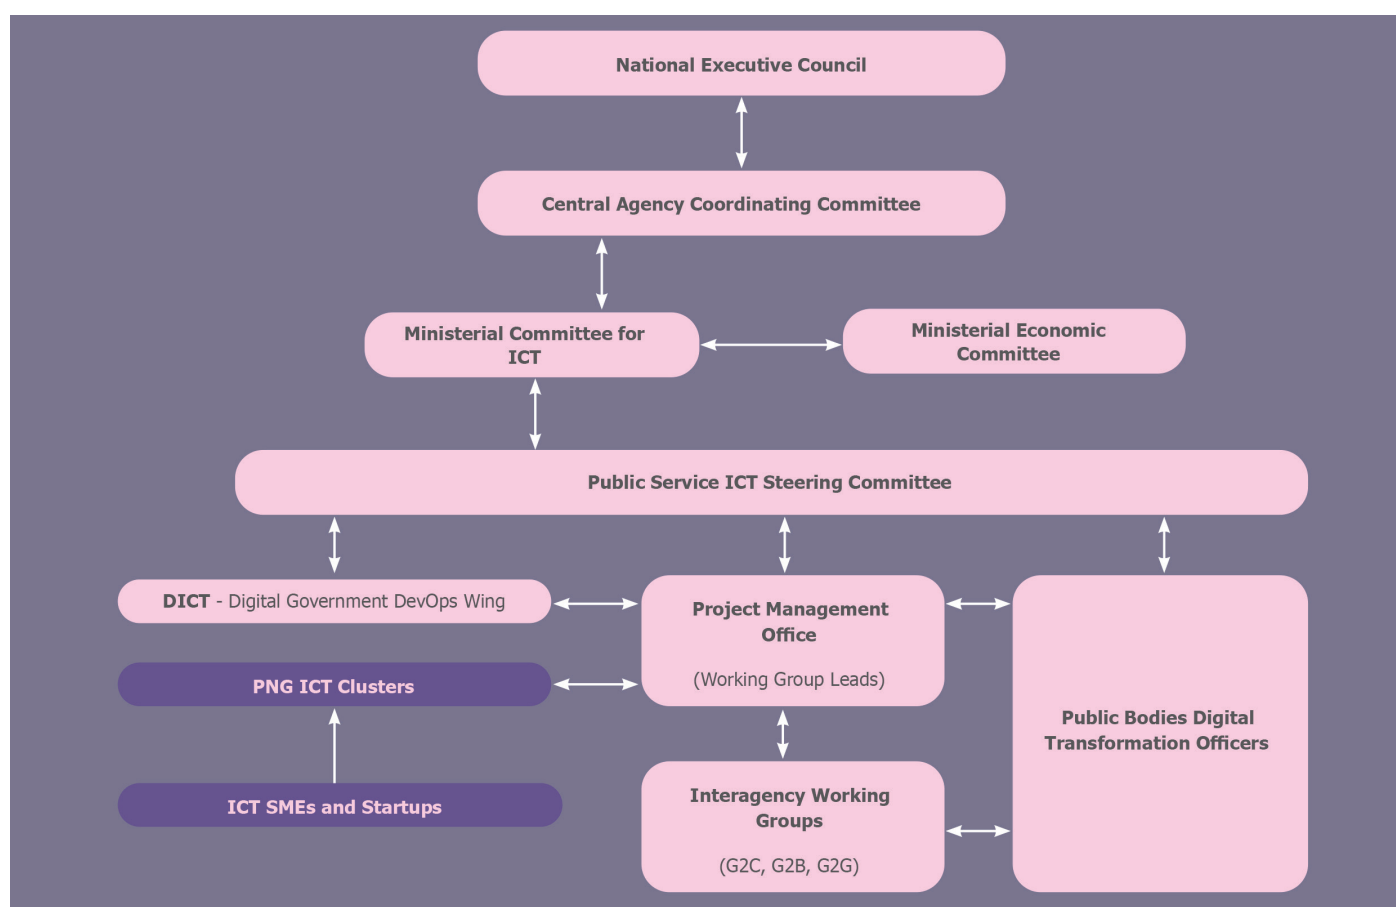 National Executive Council
Central Agency Coordinating Committee
Ministerial Committee for
ICT
Ministerial Economic
Committee
Public Service ICT Steering Committee
DICT - Digital Government DevOps Wing
Project Management
Office
(Working Group Leads)
PNG ICT Clusters
Public Bodies Digital
Transformation Officers
ICT SMEs and Startups
Interagency Working
Groups
(G2C, G2B, G2G)